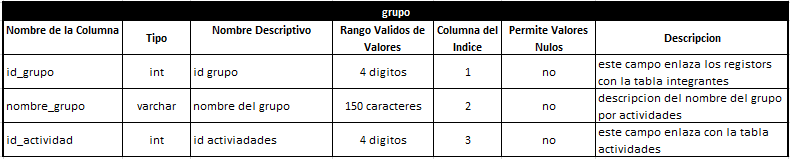 grupo
Nombre de la Columna Tipo Nombre Descriptivo Rango Validos de Valores Columna del Indice Permite Valores Nulos Descripcion
id_grupo int id grupo 4 digitos 1 no este campo enlaza los registors con la tabla integrantes
nombre_grupo varchar nombre del grupo 150 caracteres 2 no descripcion del nombre del grupo por actividades
id_actividad int id activiadades 4 digitos 3 no este campo enlaza con la tabla actividades